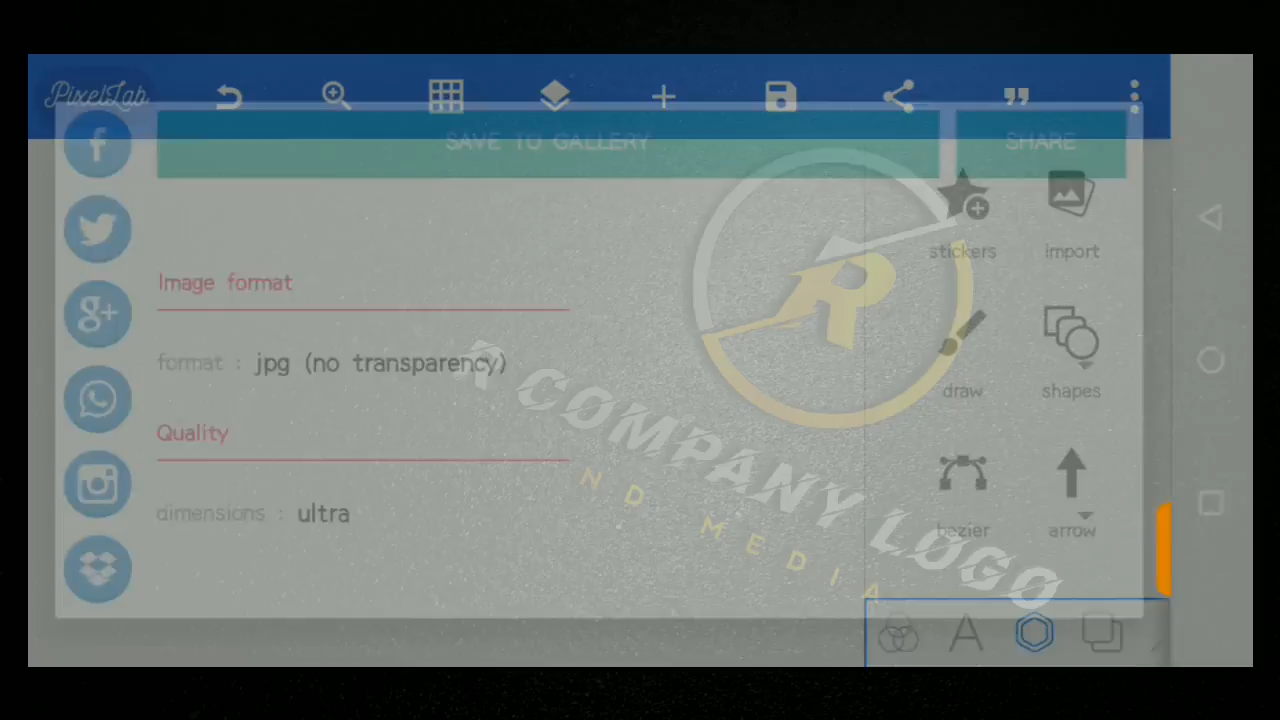 PixelLab
SAVE TO GALLERY
SHARE
stickers
import
Image format
format : jpg (no transparency)
draw
shapes
Quality
bezier
arrow
dimensions : ultra
R
R COMPANY LOGO
ND MEDIA